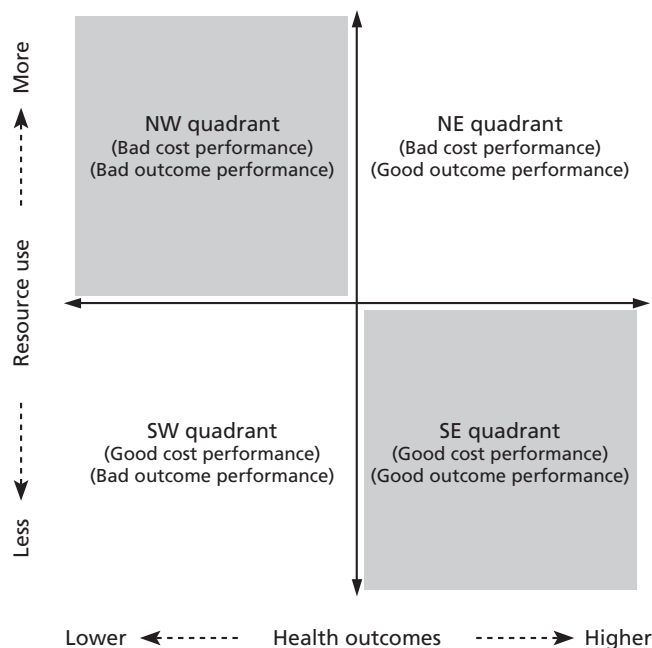 More
Resource use
Less
NW quadrant
(Bad cost performance)
(Bad outcome performance)
NE quadrant
(Bad cost performance)
(Good outcome performance)
SW quadrant
(Good cost performance)
(Bad outcome performance)
SE quadrant
(Good cost performance)
(Good outcome performance)
Lower
Health outcomes
Higher